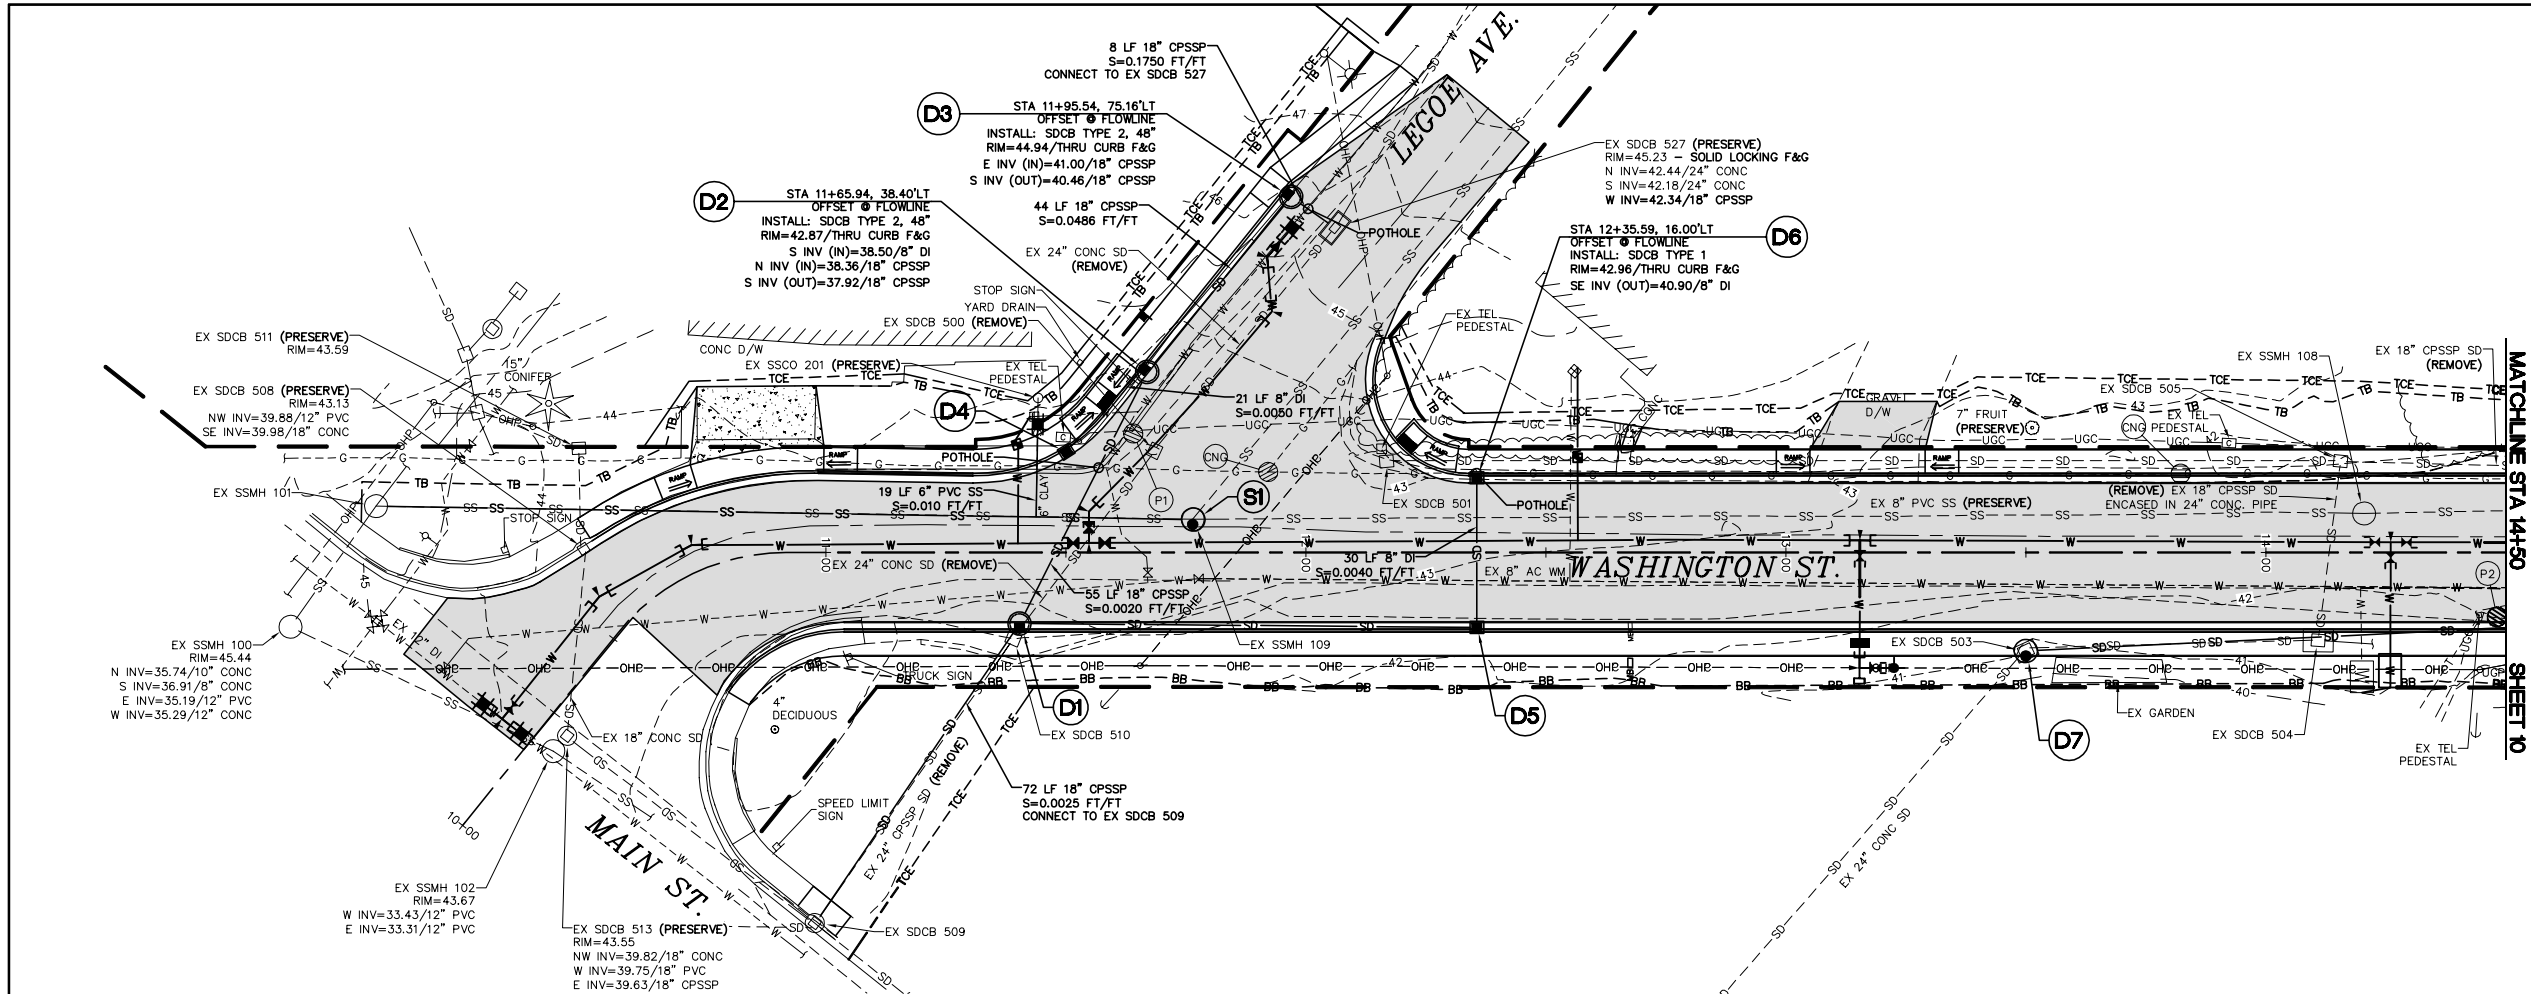 8 LF 18" CPSSP
S=0.1750 FT/FT
CONNECT TO EX SDCB 527
D3
STA 11+95.54, 75.16'LT
OFFSET @ FLOWLINE
INSTALL: SDCB TYPE 2, 48"
RIM=44.94/THRU CURB F&G
E INV (IN)=41.00/18" CPSSP
S INV (OUT)=40.46/18" CPSSP
LEGOE AVE.
EX SDCB 527 (PRESERVE)
RIM=45.23 - SOLID LOCKING F&G
N INV=42.44/24" CONC
S INV=42.18/24" CONC
W INV=42.34/18" CPSSP
D2
STA 11+65.94, 38.40'LT
OFFSET @ FLOWLINE
INSTALL: SDCB TYPE 2, 48"
RIM=42.87/THRU CURB F&G
S INV (IN)=38.50/8" DI
N INV (IN)=38.36/18" CPSSP
S INV (OUT)=37.92/18" CPSSP
44 LF 18" CPSSP
S=0.0486 FT/FT
EX 24" CONC SD
(REMOVE)
POTHOLE
STA 12+35.59, 16.00'LT
OFFSET @ FLOWLINE
INSTALL: SDCB TYPE 1
RIM=42.96/THRU CURB F&G
SE INV (OUT)=40.90/8" DI
D6
STOP SIGN
YARD DRAIN
EX SDCB 500 (REMOVE)
EX SDCB 511 (PRESERVE)
RIM=43.59
CONC D/W
EX SSCO 201 (PRESERVE)
EX TEL
PEDESTAL
EX TEL
PEDESTAL
15"
CONIFER
EX SDCB 508 (PRESERVE)
RIM=43.13
NW INV=39.88/12" PVC
SE INV=39.98/18" CONC
D4
21 LF 8" DI
S=0.0050 FT/FT
CONC
GRAVEL
D/W
7" FRUIT
(PRESERVE)
EX SSMH 108
EX 18" CPSSP SD
(REMOVE)
EX SDCB 505
EX TEL
PEDESTAL
CNG
MATCHLINE STA 14+50 SHEET 10
POTHOLE
CNG
P1
S1
EX SSMH 101
STOP SIGN
19 LF 6" PVC SS
S=0.010 FT/FT
6" CLAY
EX SDCB 501
POTHOLE
EX 8" PVC SS (PRESERVE)
(REMOVE) EX 18" CPSSP SD
ENCASED IN 24" CONC. PIPE
11+00
12+00
13+00
14+00
EX 24" CONC SD (REMOVE)
30 LF 8" DI
S=0.0040 FT/FT
EX 8" AC WM
WASHINGTON ST.
P2
55 LF 18" CPSSP
S=0.0020 FT/FT
EX SSMH 100
RIM=45.44
N INV=35.74/10" CONC
S INV=36.91/8" CONC
E INV=35.19/12" PVC
W INV=35.29/12" CONC
EX 12" DI
EX SSMH 109
EX SDCB 503
TRUCK SIGN
4"
DECIDUOUS
D1
D5
D7
EX GARDEN
EX SDCB 510
EX SDCB 504
EX TEL
PEDESTAL
EX 18" CONC SD
10+00
MAIN ST.
SPEED LIMIT
SIGN
EX 24" CPSSP SD (REMOVE)
72 LF 18" CPSSP
S=0.0025 FT/FT
CONNECT TO EX SDCB 509
EX 24" CONC SD
EX SSMH 102
RIM=43.67
W INV=33.43/12" PVC
E INV=33.31/12" PVC
EX SDCB 513 (PRESERVE)
RIM=43.55
NW INV=39.82/18" CONC
W INV=39.75/18" PVC
E INV=39.63/18" CPSSP
EX SDCB 509